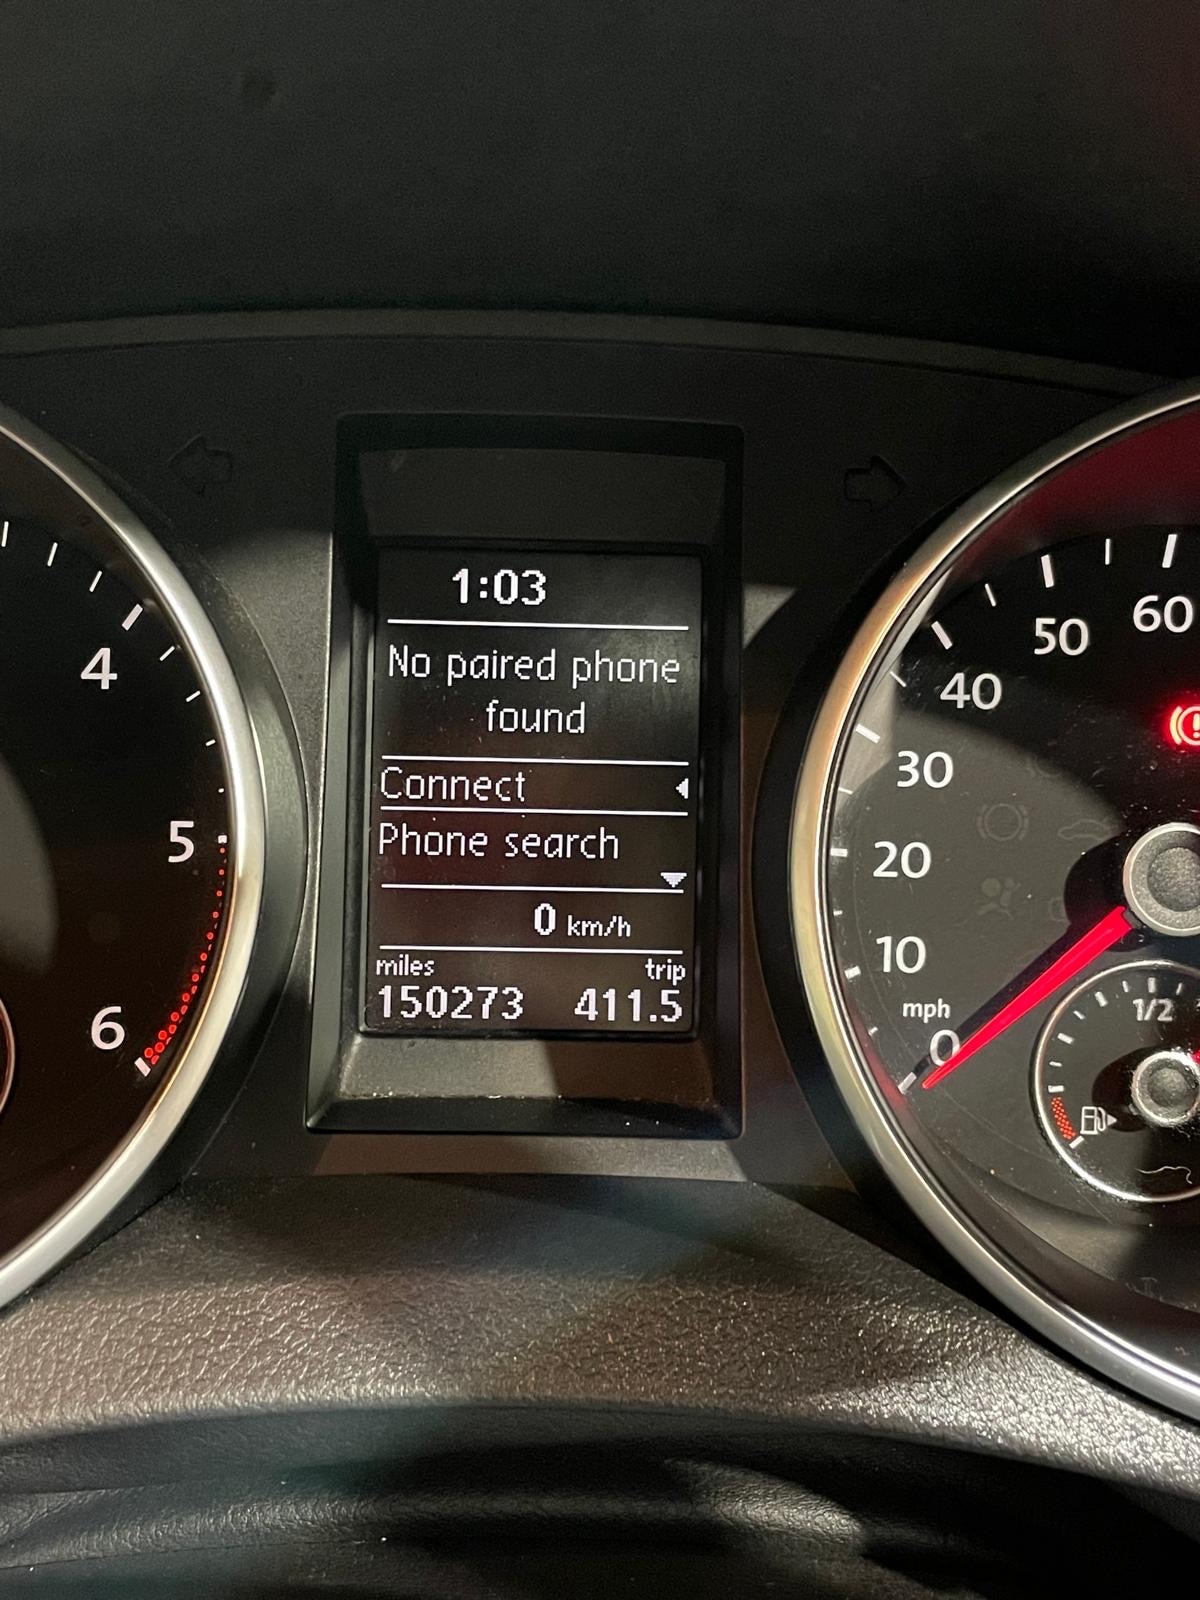 1:03
No paired phone
found
Connect
Phone search
0 km/h
miles trip
150273 411.5
4
5
6
60
50
40
30
20
10
mph
0
1/2